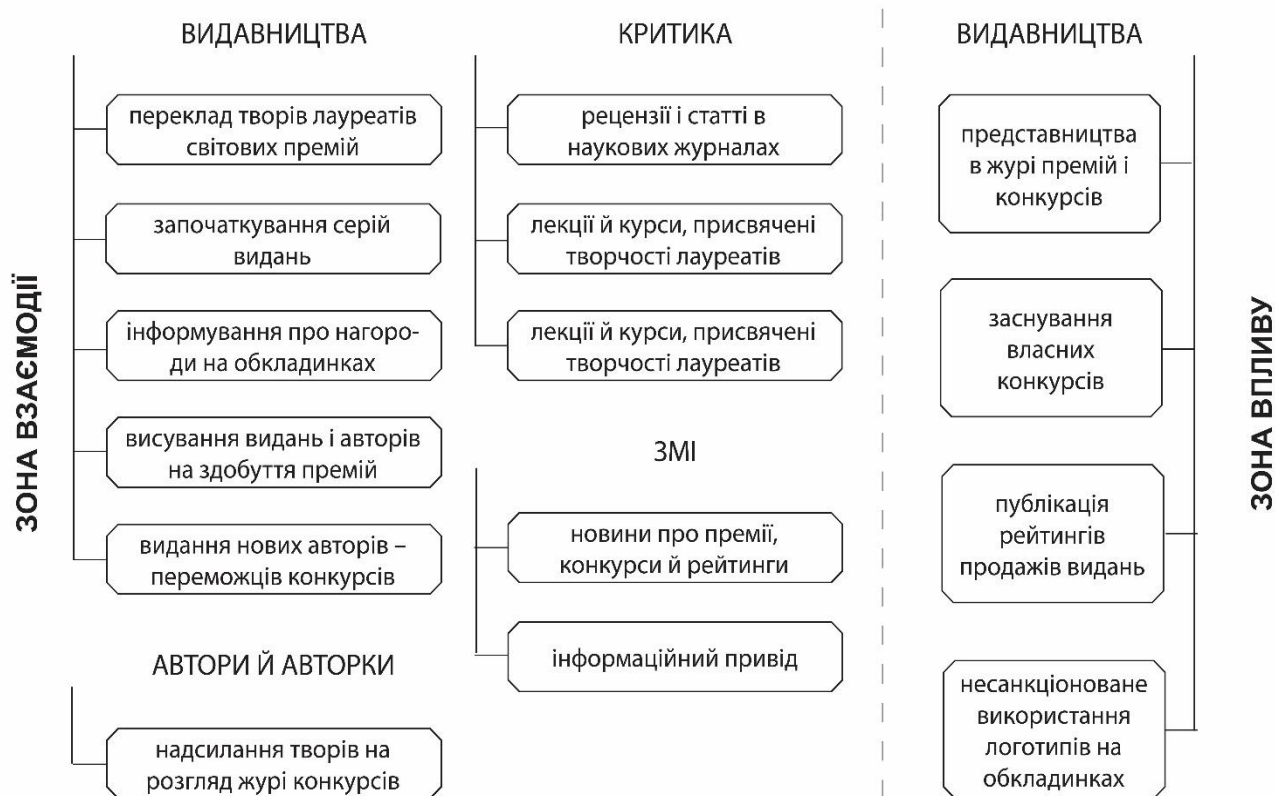 ЗОНА ВЗАЄМОДІЇ
ВИДАВНИЦТВА
переклад творів лауреатів
світових премій
започаткування серій
видань
інформування про нагоро-
ди на обкладинках
висування видань і авторів
на здобуття премій
видання нових авторів –
переможців конкурсів
АВТОРИ Й АВТОРКИ
надсилання творів на
розгляд журі конкурсів
КРИТИКА
рецензії і статті в
наукових журналах
лекції й курси, присвячені
творчості лауреатів
лекції й курси, присвячені
творчості лауреатів
ЗМІ
новини про премії,
конкурси й рейтинги
інформаційний привід
ВИДАВНИЦТВА
представництва
в журі премій і
конкурсів
заснування
власних
конкурсів
публікація
рейтингів
продажів видань
несанкціоноване
використання
логотипів на
обкладинках
ЗОНА ВПЛИВУ